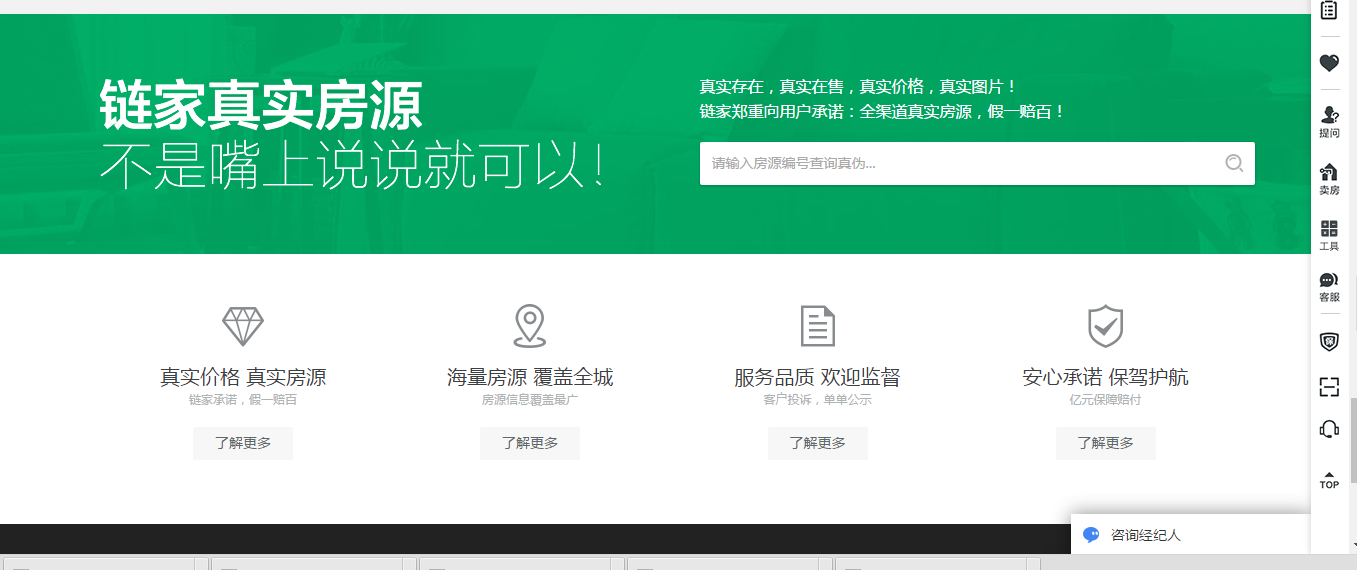 链家真实房源
不是嘴上说说就可以！
真实存在，真实在售，真实价格，真实图片！
链家郑重向用户承诺：全渠道真实房源，假一赔百！
请输入房源编号查询真伪...
真实价格 真实房源
链家承诺，假一赔百
了解更多
海量房源 覆盖全城
房源信息覆盖最广
了解更多
服务品质 欢迎监督
客户投诉，单单公示
了解更多
安心承诺 保驾护航
亿元保障赔付
了解更多
提问
卖房
工具
客服
TOP
咨询经纪人